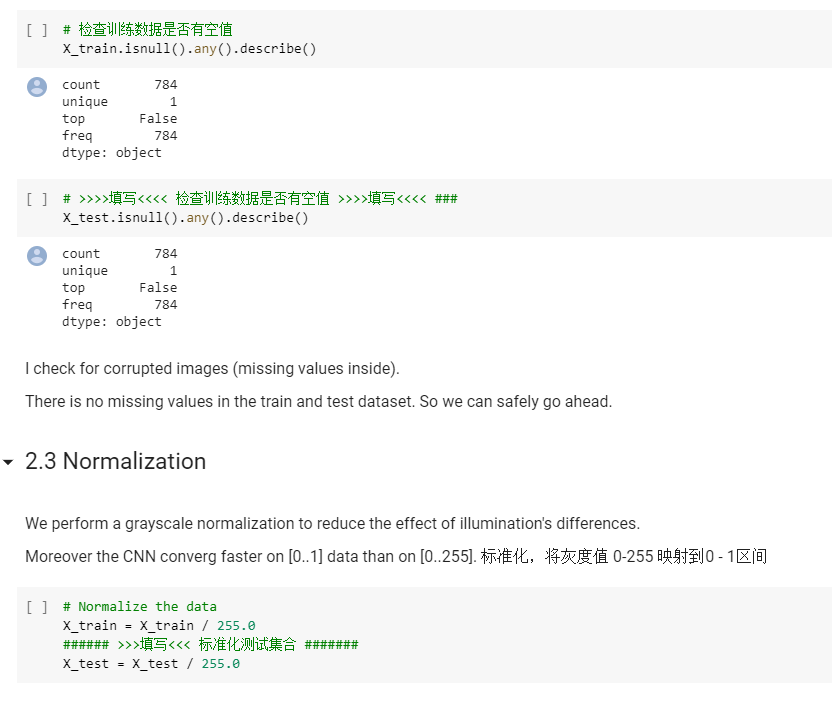 [ ] # 检查训练数据是否有空值
X_train.isnull().any().describe()
count 784
unique 1
top False
freq 784
dtype: object
[ ] # >>>>填写<<<< 检查训练数据是否有空值 >>>>填写<<<< ###
X_test.isnull().any().describe()
count 784
unique 1
top False
freq 784
dtype: object
I check for corrupted images (missing values inside).
There is no missing values in the train and test dataset. So we can safely go ahead.
2.3 Normalization
We perform a grayscale normalization to reduce the effect of illumination's differences.
Moreover the CNN converg faster on [0..1] data than on [0..255]. 标准化，将灰度值 0-255 映射到0 - 1区间
[ ] # Normalize the data
X_train = X_train / 255.0
###### >>>填写<<< 标准化测试集合 #######
X_test = X_test / 255.0